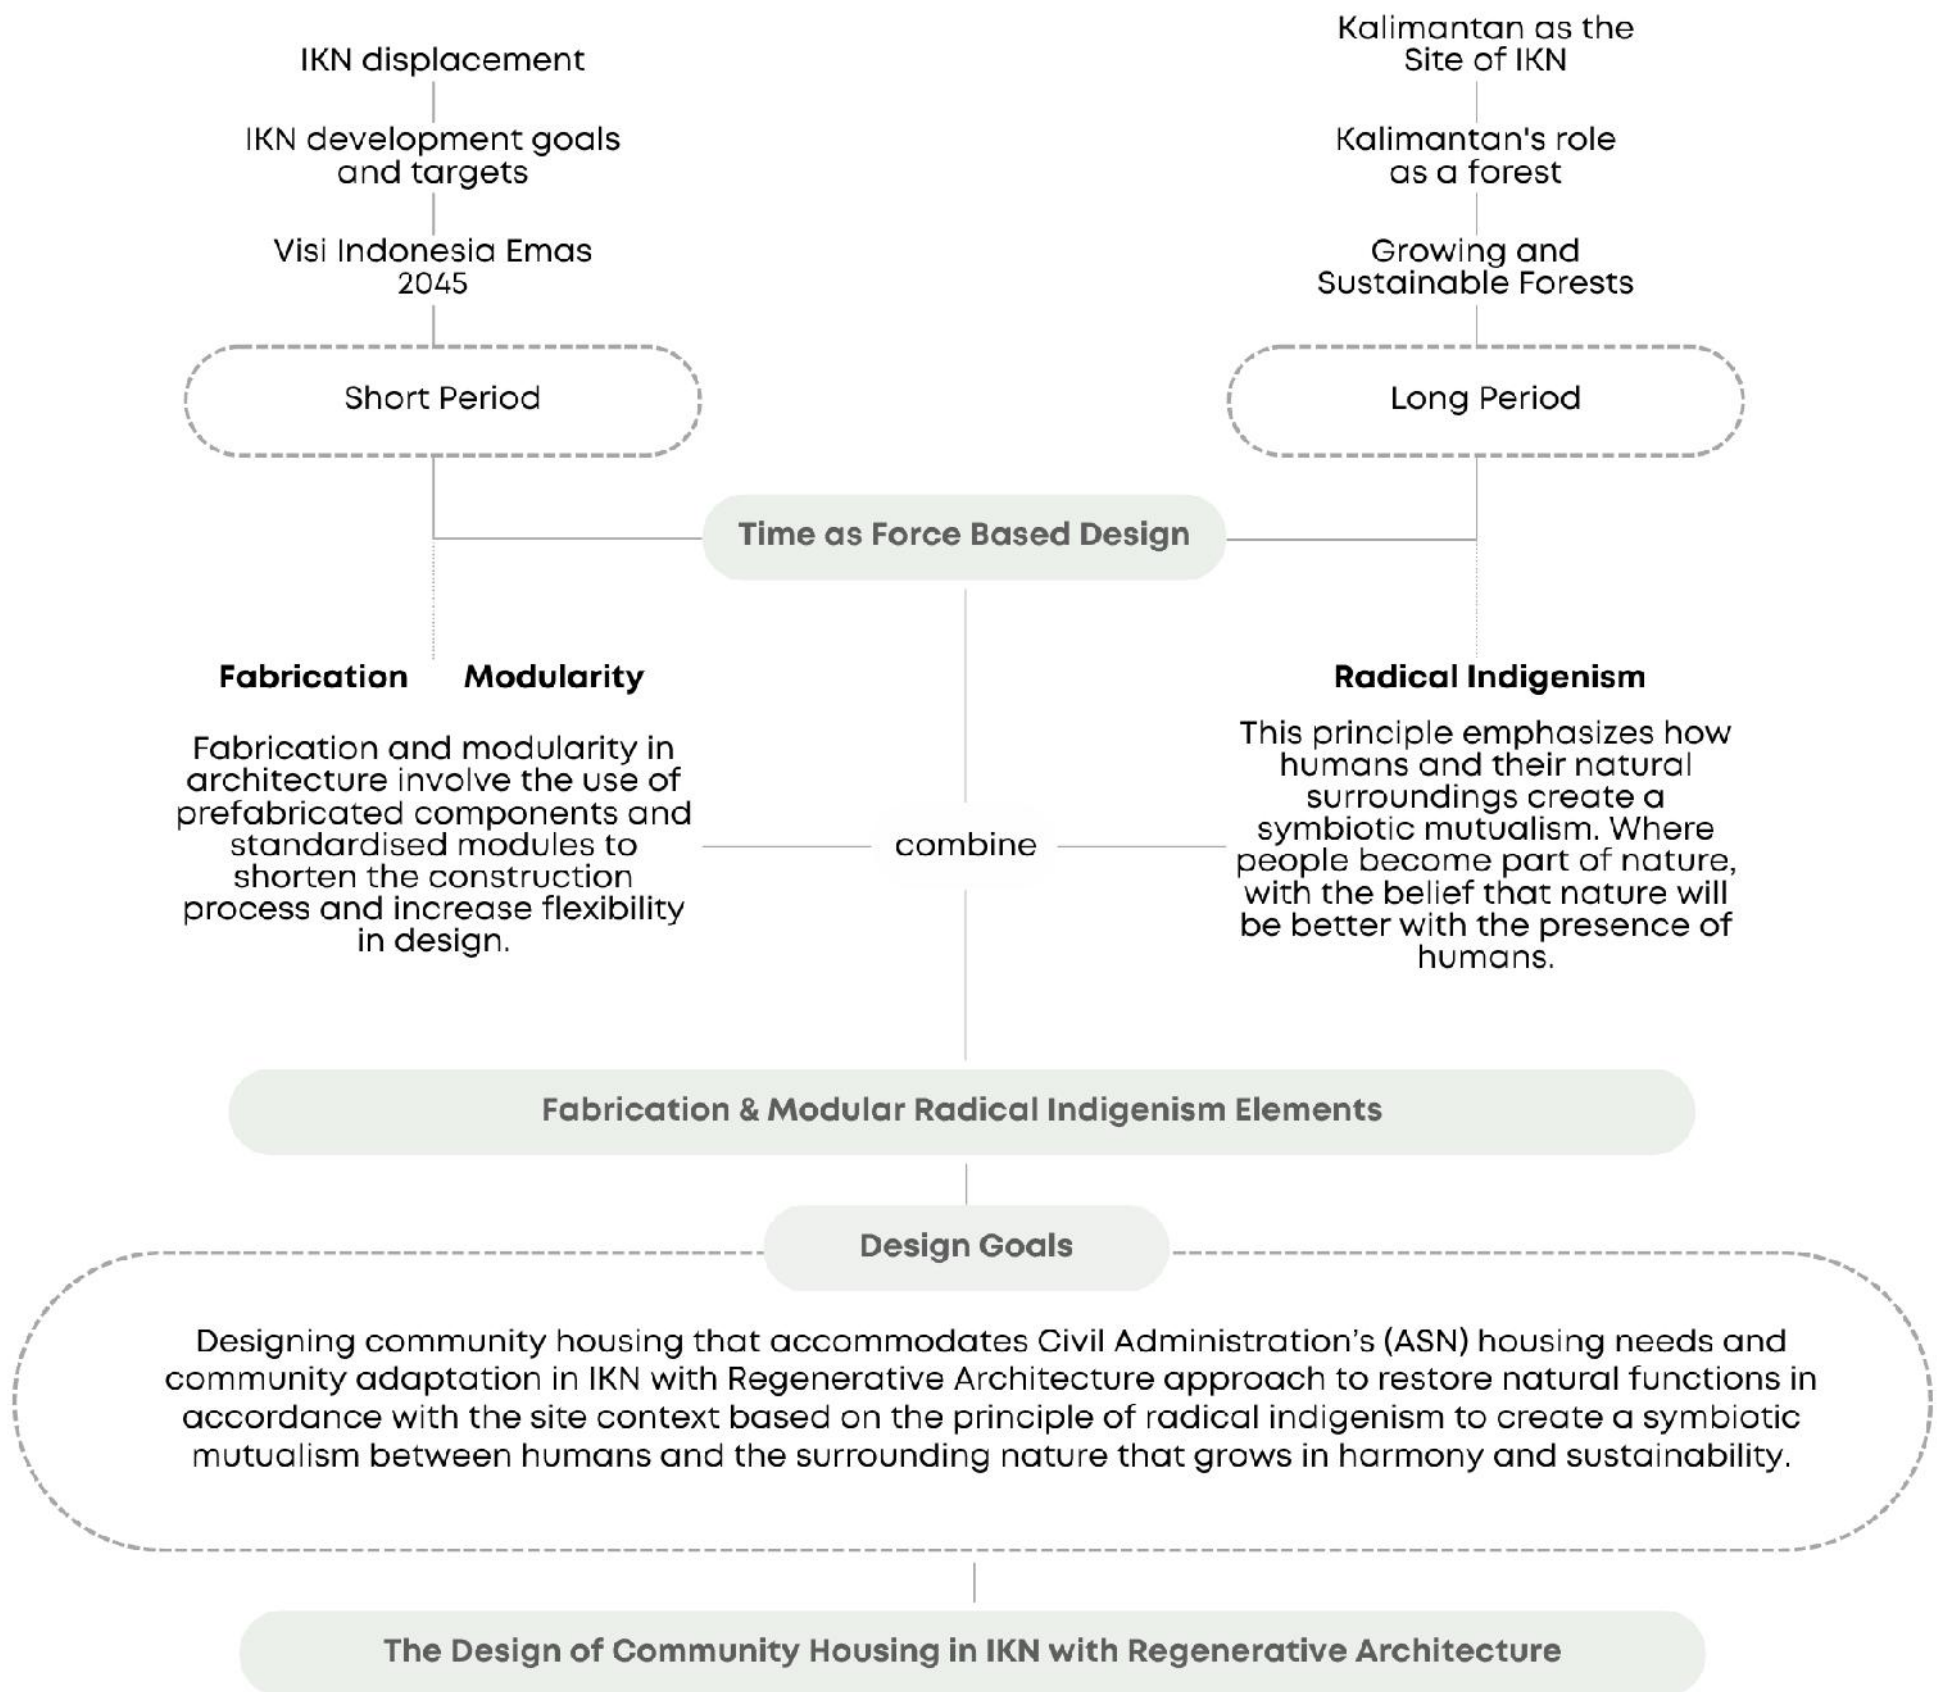 IKN displacement
IKN development goals
and targets
Visi Indonesia Emas
2045
Short Period
Kalimantan as the
Site of IKN
Kalimantan's role
as a forest
Growing and
Sustainable Forests
Long Period
Time as Force Based Design
Fabrication Modularity
Fabrication and modularity in
architecture involve the use of
prefabricated components and
standardised modules to
shorten the construction
process and increase flexibility
in design.
combine
Radical Indigenism
This principle emphasizes how
humans and their natural
surroundings create a
symbiotic mutualism. Where
people become part of nature,
with the belief that nature will
be better with the presence of
humans.
Fabrication & Modular Radical Indigenism Elements
Design Goals
Designing community housing that accommodates Civil Administration’s (ASN) housing needs and
community adaptation in IKN with Regenerative Architecture approach to restore natural functions in
accordance with the site context based on the principle of radical indigenism to create a symbiotic
mutualism between humans and the surrounding nature that grows in harmony and sustainability.
The Design of Community Housing in IKN with Regenerative Architecture